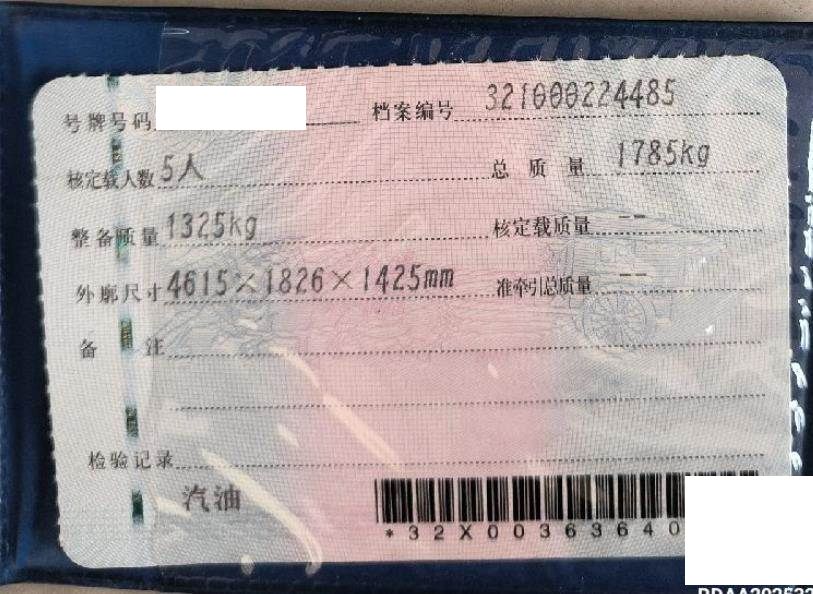 号牌号码 档案编号 321000224485
核定载人数 5人 总质量 1785kg
整备质量 1325kg 核定载质量 --
外廓尺寸 4615×1826×1425mm 准牵引总质量 --
备注
检验记录
汽油
*32X00363640